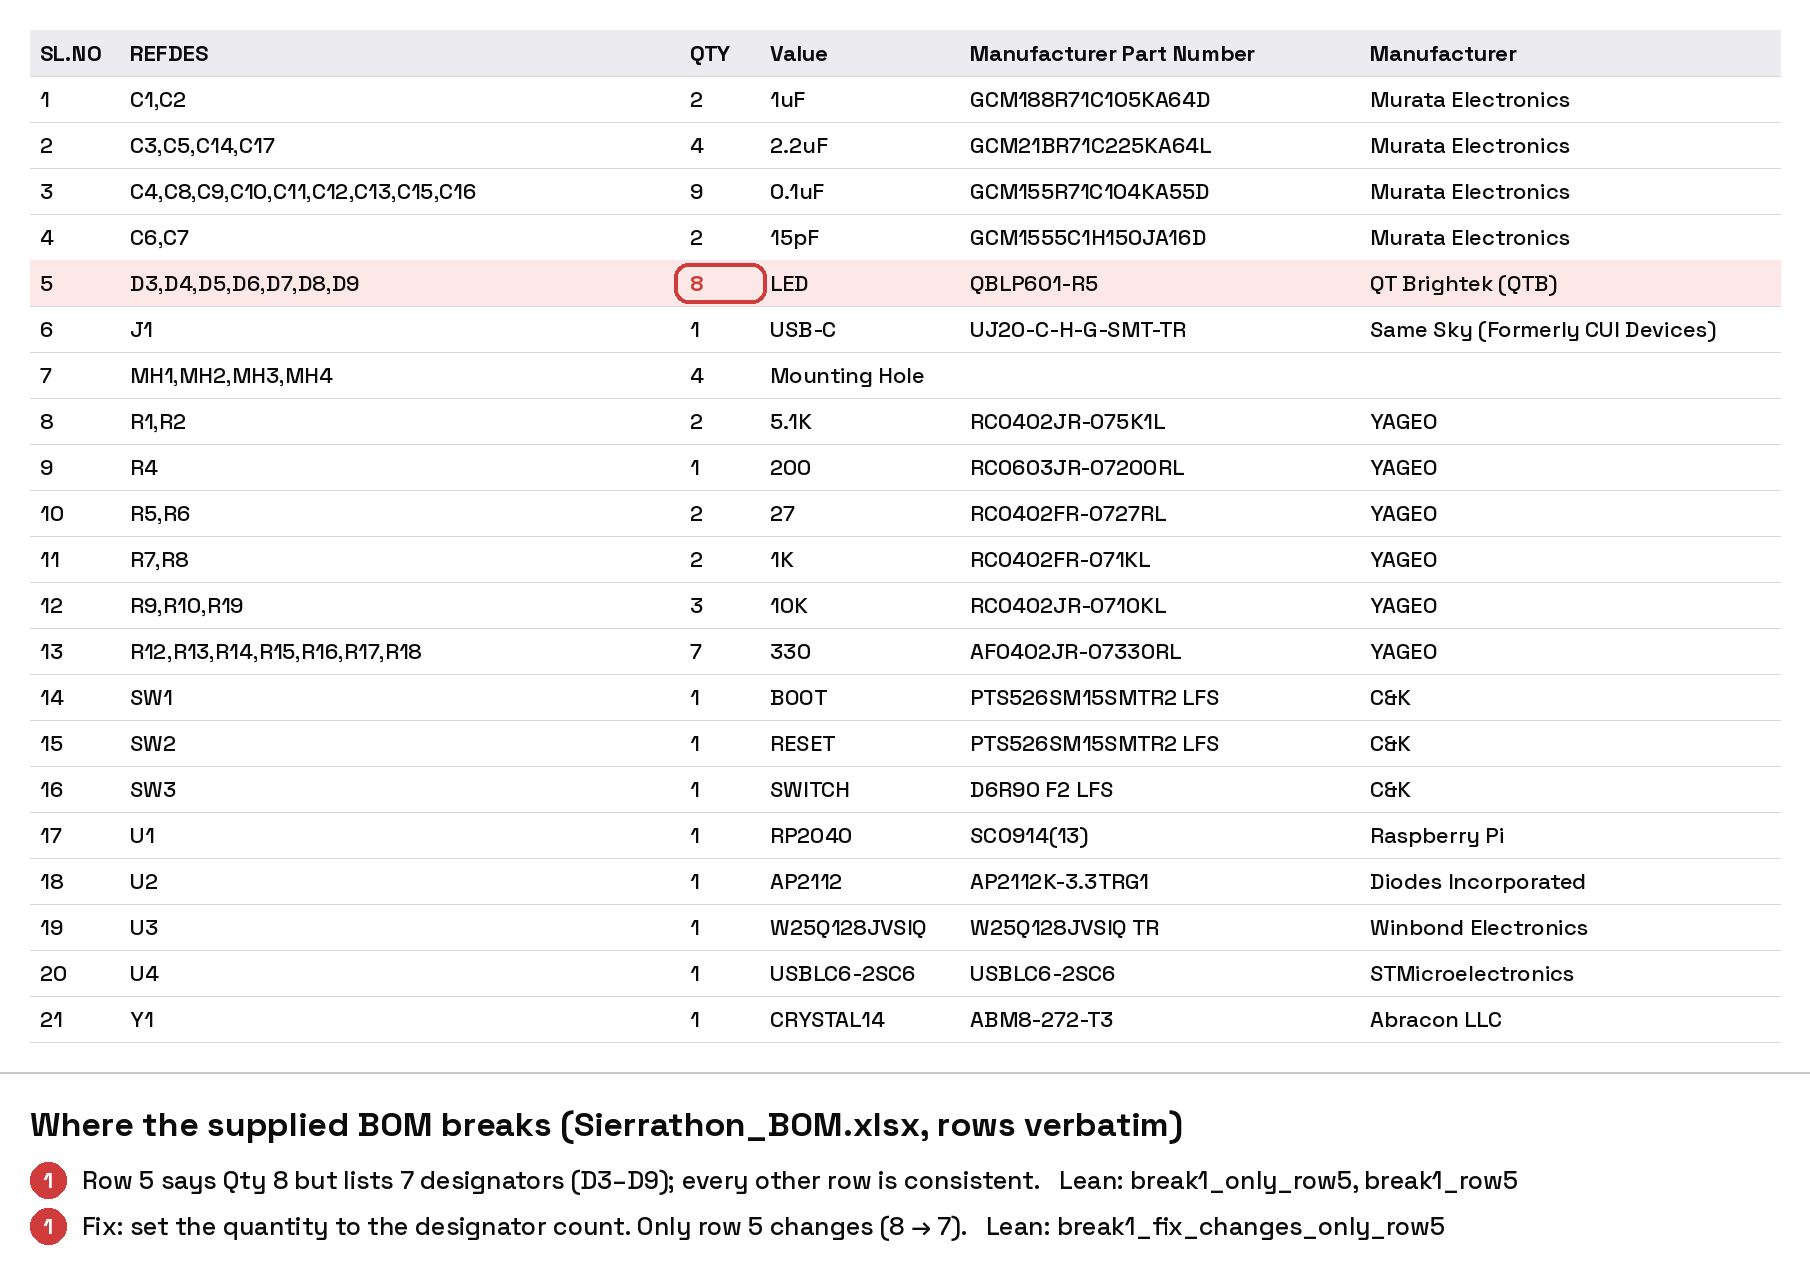 SL.NO REFDES QTY Value Manufacturer Part Number Manufacturer
1 C1,C2 2 1uF GCM188R71C105KA64D Murata Electronics
2 C3,C5,C14,C17 4 2.2uF GCM21BR71C225KA64L Murata Electronics
3 C4,C8,C9,C10,C11,C12,C13,C15,C16 9 0.1uF GCM155R71C104KA55D Murata Electronics
4 C6,C7 2 15pF GCM1555C1H150JA16D Murata Electronics
5 D3,D4,D5,D6,D7,D8,D9 8 LED QBLP601-R5 QT Brightek (QTB)
6 J1 1 USB-C UJ20-C-H-G-SMT-TR Same Sky (Formerly CUI Devices)
7 MH1,MH2,MH3,MH4 4 Mounting Hole
8 R1,R2 2 5.1K RC0402JR-075K1L YAGEO
9 R4 1 200 RC0603JR-07200RL YAGEO
10 R5,R6 2 27 RC0402FR-0727RL YAGEO
11 R7,R8 2 1K RC0402FR-071KL YAGEO
12 R9,R10,R19 3 10K RC0402JR-0710KL YAGEO
13 R12,R13,R14,R15,R16,R17,R18 7 330 AF0402JR-07330RL YAGEO
14 SW1 1 BOOT PTS526SM15SMTR2 LFS C&K
15 SW2 1 RESET PTS526SM15SMTR2 LFS C&K
16 SW3 1 SWITCH D6R90 F2 LFS C&K
17 U1 1 RP2040 SC0914(13) Raspberry Pi
18 U2 1 AP2112 AP2112K-3.3TRG1 Diodes Incorporated
19 U3 1 W25Q128JVSIQ W25Q128JVSIQ TR Winbond Electronics
20 U4 1 USBLC6-2SC6 USBLC6-2SC6 STMicroelectronics
21 Y1 1 CRYSTAL14 ABM8-272-T3 Abracon LLC
Where the supplied BOM breaks (Sierrathon_BOM.xlsx, rows verbatim)
1 Row 5 says Qty 8 but lists 7 designators (D3–D9); every other row is consistent. Lean: break1_only_row5, break1_row5
1 Fix: set the quantity to the designator count. Only row 5 changes (8 → 7). Lean: break1_fix_changes_only_row5